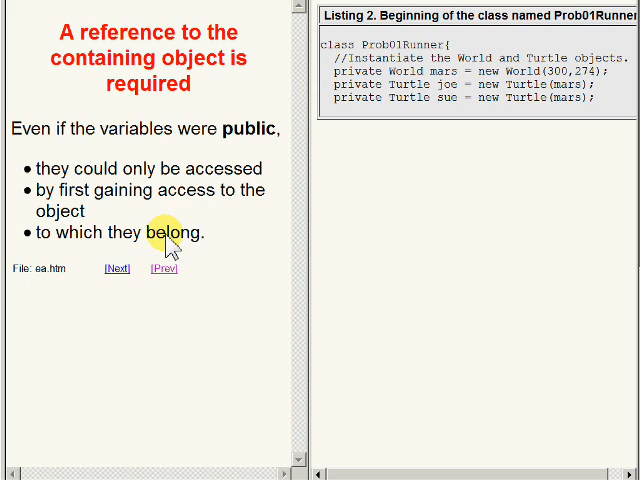 A reference to the
containing object is
required
Even if the variables were public,
• they could only be accessed
• by first gaining access to the
object
• to which they belong.
File: ea.htm [Next] [Prev]
Listing 2. Beginning of the class named Prob01Runner
class Prob01Runner{
//Instantiate the World and Turtle objects.
private World mars = new World(300,274);
private Turtle joe = new Turtle(mars);
private Turtle sue = new Turtle(mars);